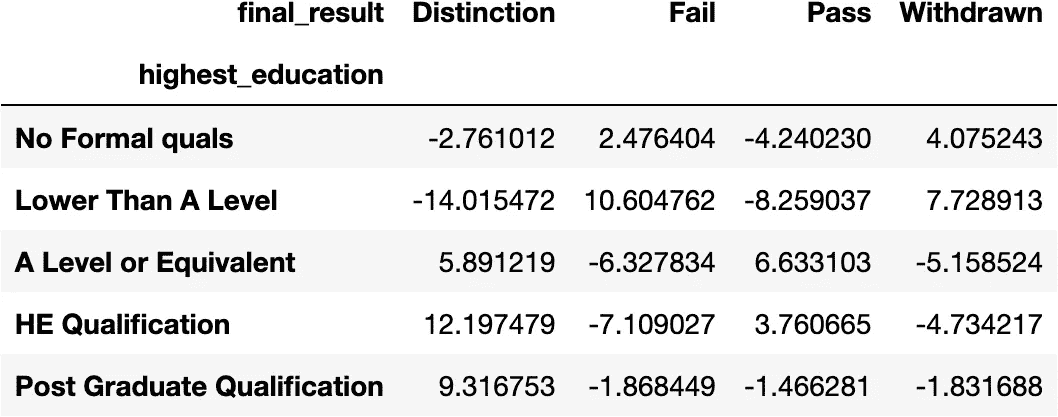 final_result Distinction Fail Pass Withdrawn
highest_education
No Formal quals -2.761012 2.476404 -4.240230 4.075243
Lower Than A Level -14.015472 10.604762 -8.259037 7.728913
A Level or Equivalent 5.891219 -6.327834 6.633103 -5.158524
HE Qualification 12.197479 -7.109027 3.760665 -4.734217
Post Graduate Qualification 9.316753 -1.868449 -1.466281 -1.831688